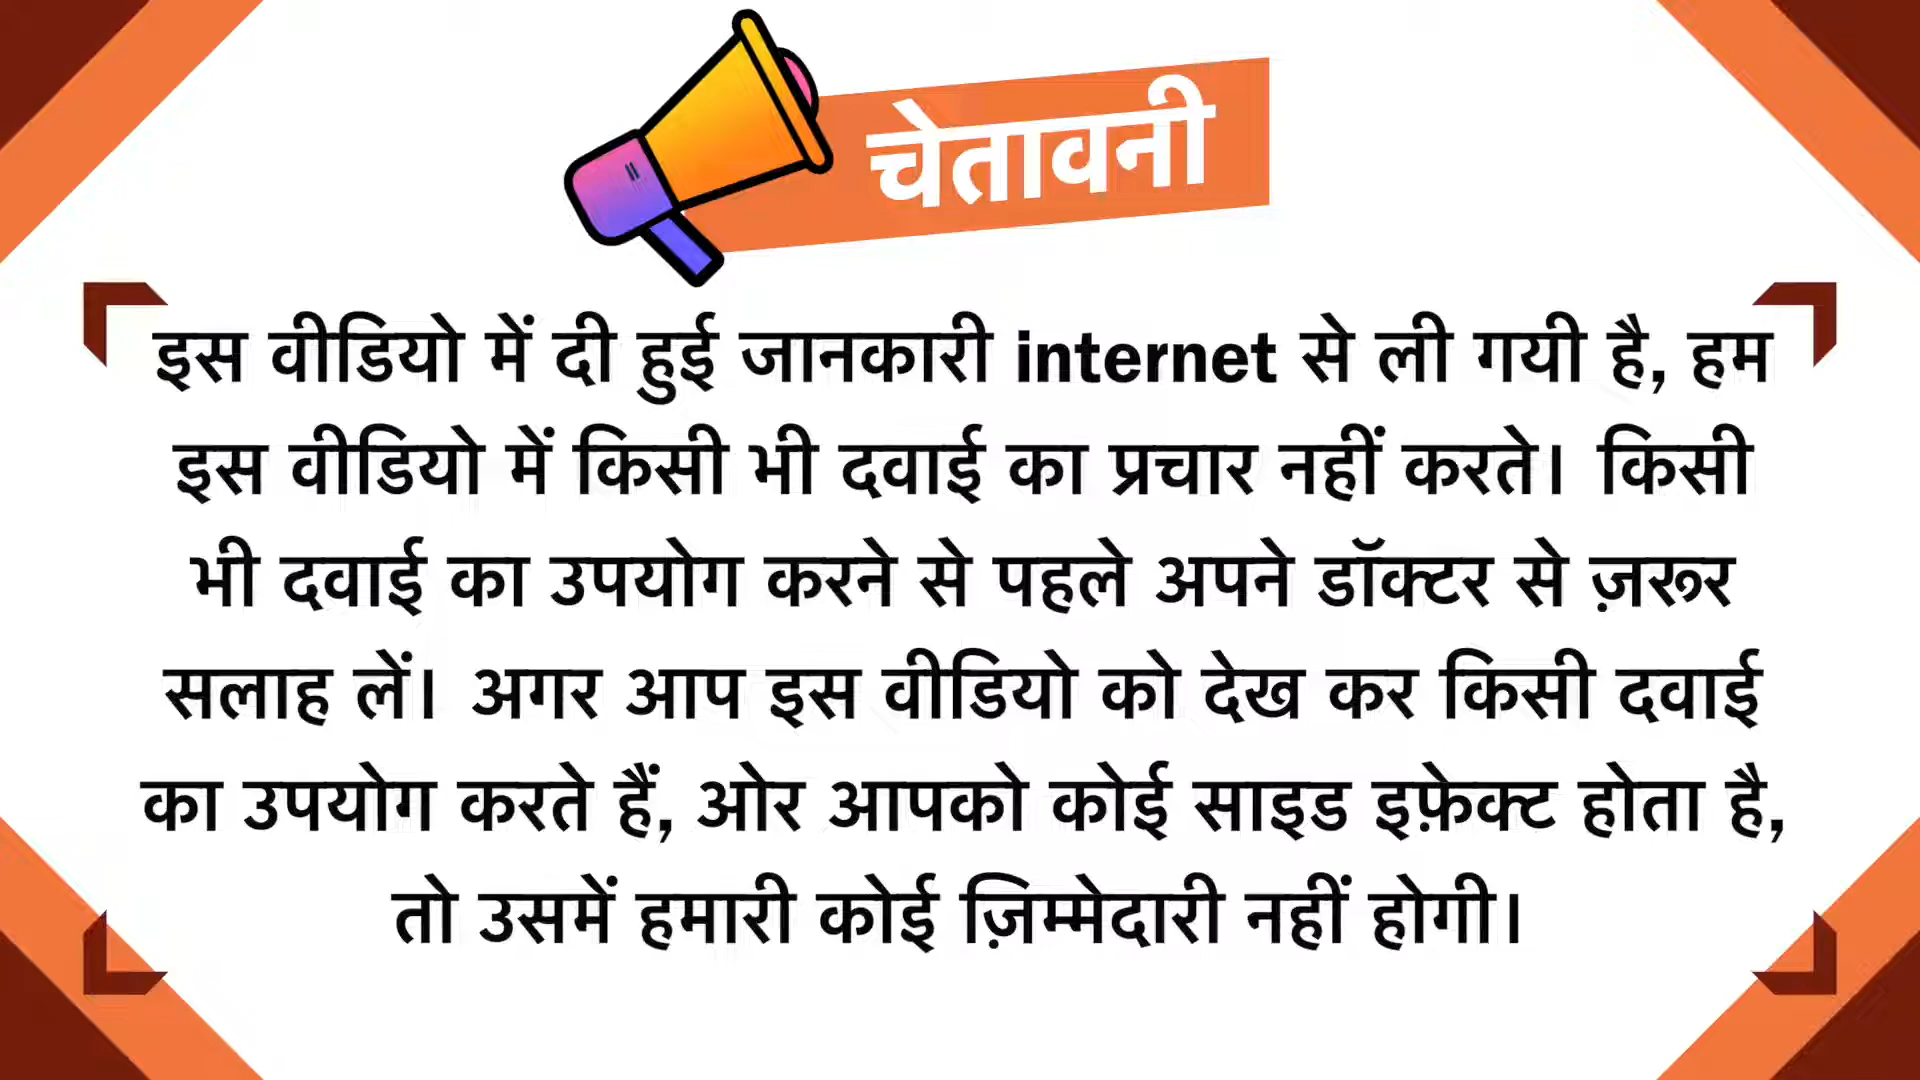 चेतावनी
इस वीडियो में दी हुई जानकारी internet से ली गयी है, हम
इस वीडियो में किसी भी दवाई का प्रचार नहीं करते। किसी
भी दवाई का उपयोग करने से पहले अपने डॉक्टर से ज़रूर
सलाह लें। अगर आप इस वीडियो को देख कर किसी दवाई
का उपयोग करते हैं, ओर आपको कोई साइड इफ़ेक्ट होता है,
तो उसमें हमारी कोई ज़िम्मेदारी नहीं होगी।